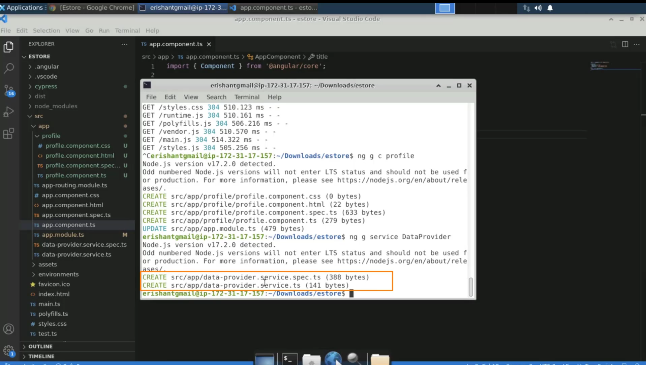 Applications : [Estore - Google Chrome] erishantgmail@ip-172-3... app.component.ts - esto...
app.component.ts - estore - Visual Studio Code
File Edit Selection View Go Run Terminal Help
EXPLORER
ESTORE
.angular
.vscode
cypress
dist
node_modules
src
app
profile
profile.component.css U
profile.component.html U
profile.component.spec... U
profile.component.ts U
app-routing.module.ts
app.component.css
app.component.html
app.component.spec.ts
app.component.ts
app.module.ts M
data-provider.service.spec.ts
data-provider.service.ts
assets
environments
favicon.ico
index.html
main.ts
polyfills.ts
styles.css
test.ts
OUTLINE
TIMELINE
TS app.component.ts ×
src > app > TS app.component.ts > AppComponent > title
1 import { Component } from '@angular/core';
2
erishantgmail@ip-172-31-17-157: ~/Downloads/estore
File Edit View Search Terminal Help
GET /styles.css 304 510.123 ms - -
GET /runtime.js 304 510.161 ms - -
GET /polyfills.js 304 506.216 ms - -
GET /vendor.js 304 510.570 ms - -
GET /main.js 304 514.322 ms - -
GET /styles.js 304 505.256 ms - -
^Cerishantgmail@ip-172-31-17-157:~/Downloads/estore$ ng g c profile
Node.js version v17.2.0 detected.
Odd numbered Node.js versions will not enter LTS status and should not be used f
or production. For more information, please see https://nodejs.org/en/about/rele
ases/.
CREATE src/app/profile/profile.component.css (0 bytes)
CREATE src/app/profile/profile.component.html (22 bytes)
CREATE src/app/profile/profile.component.spec.ts (633 bytes)
CREATE src/app/profile/profile.component.ts (279 bytes)
UPDATE src/app/app.module.ts (479 bytes)
erishantgmail@ip-172-31-17-157:~/Downloads/estore$ ng g service DataProvider
Node.js version v17.2.0 detected.
Odd numbered Node.js versions will not enter LTS status and should not be used f
or production. For more information, please see https://nodejs.org/en/about/rele
ases/.
CREATE src/app/data-provider.service.spec.ts (388 bytes)
CREATE src/app/data-provider.service.ts (141 bytes)
erishantgmail@ip-172-31-17-157:~/Downloads/estore$